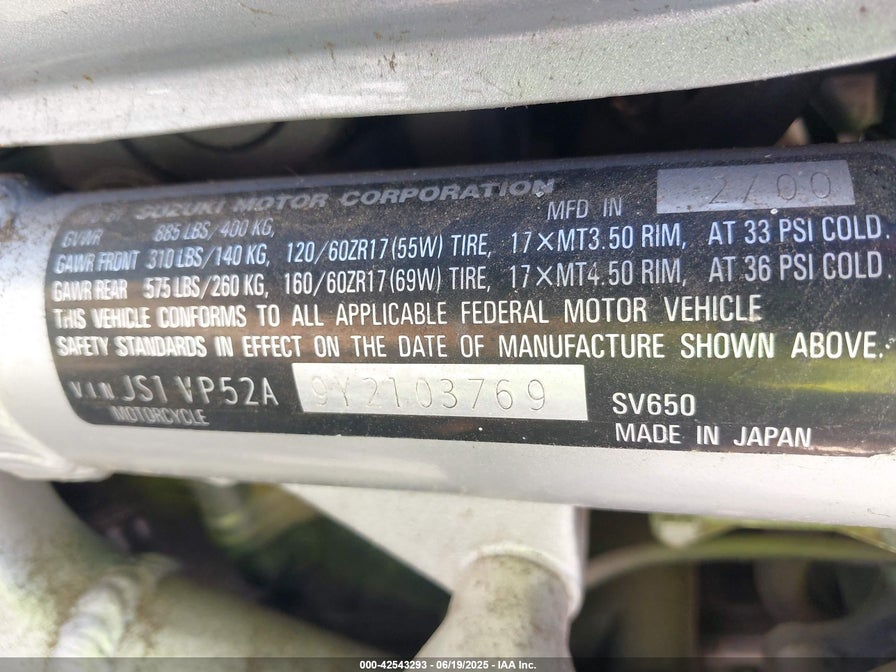 SUZUKI MOTOR CORPORATION
MFD IN 2/00
GVWR 885 LBS/400 KG,
GAWR FRONT 310 LBS/140 KG, 120/60ZR17(55W) TIRE, 17×MT3.50 RIM, AT 33 PSI COLD.
GAWR REAR 575 LBS/260 KG, 160/60ZR17(69W) TIRE, 17×MT4.50 RIM, AT 36 PSI COLD
THIS VEHICLE CONFORMS TO ALL APPLICABLE FEDERAL MOTOR VEHICLE
SAFETY STANDARDS IN EFFECT ON THE DATE OF MANUFACTURE SHOWN ABOVE.
V.I.N JS1VP52A 9Y2103769
MOTORCYCLE
SV650
MADE IN JAPAN
000-42543293 - 06/19/2025 - IAA Inc.